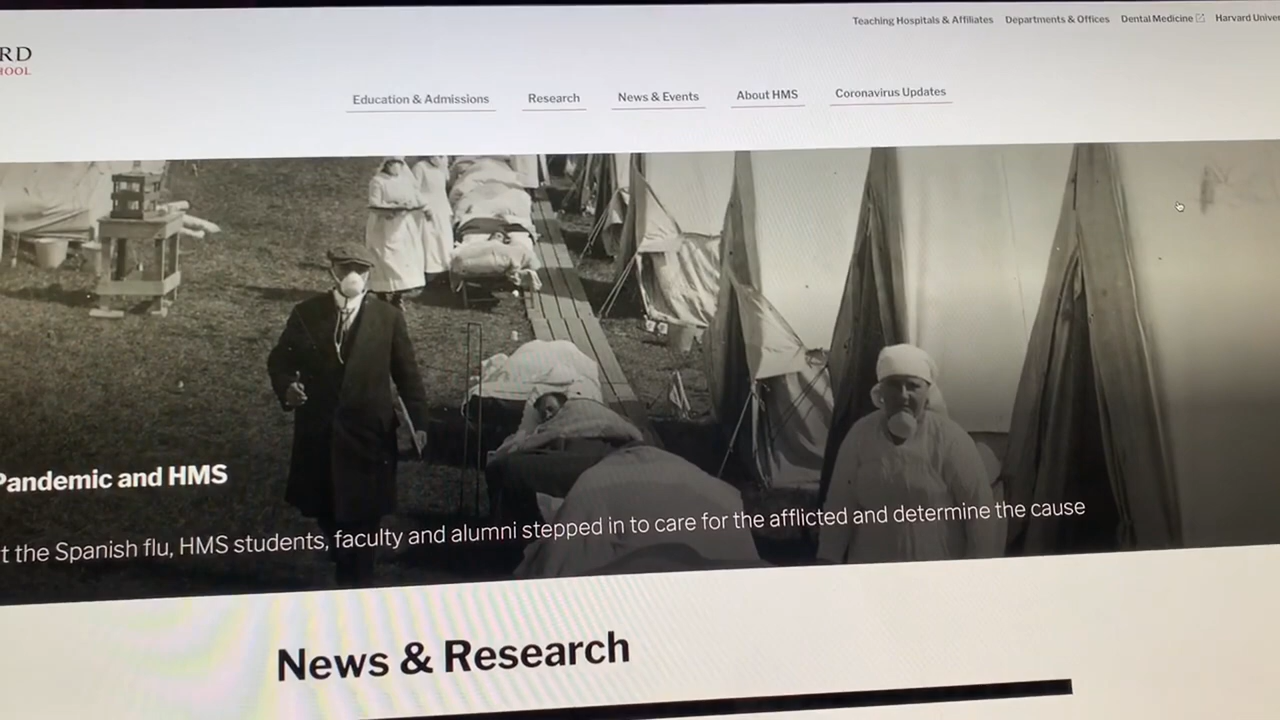 Teaching Hospitals & Affiliates Departments & Offices Dental Medicine Harvard Univer
RD
HOOL
Education & Admissions Research News & Events About HMS Coronavirus Updates
Pandemic and HMS
t the Spanish flu, HMS students, faculty and alumni stepped in to care for the afflicted and determine the cause
News & Research